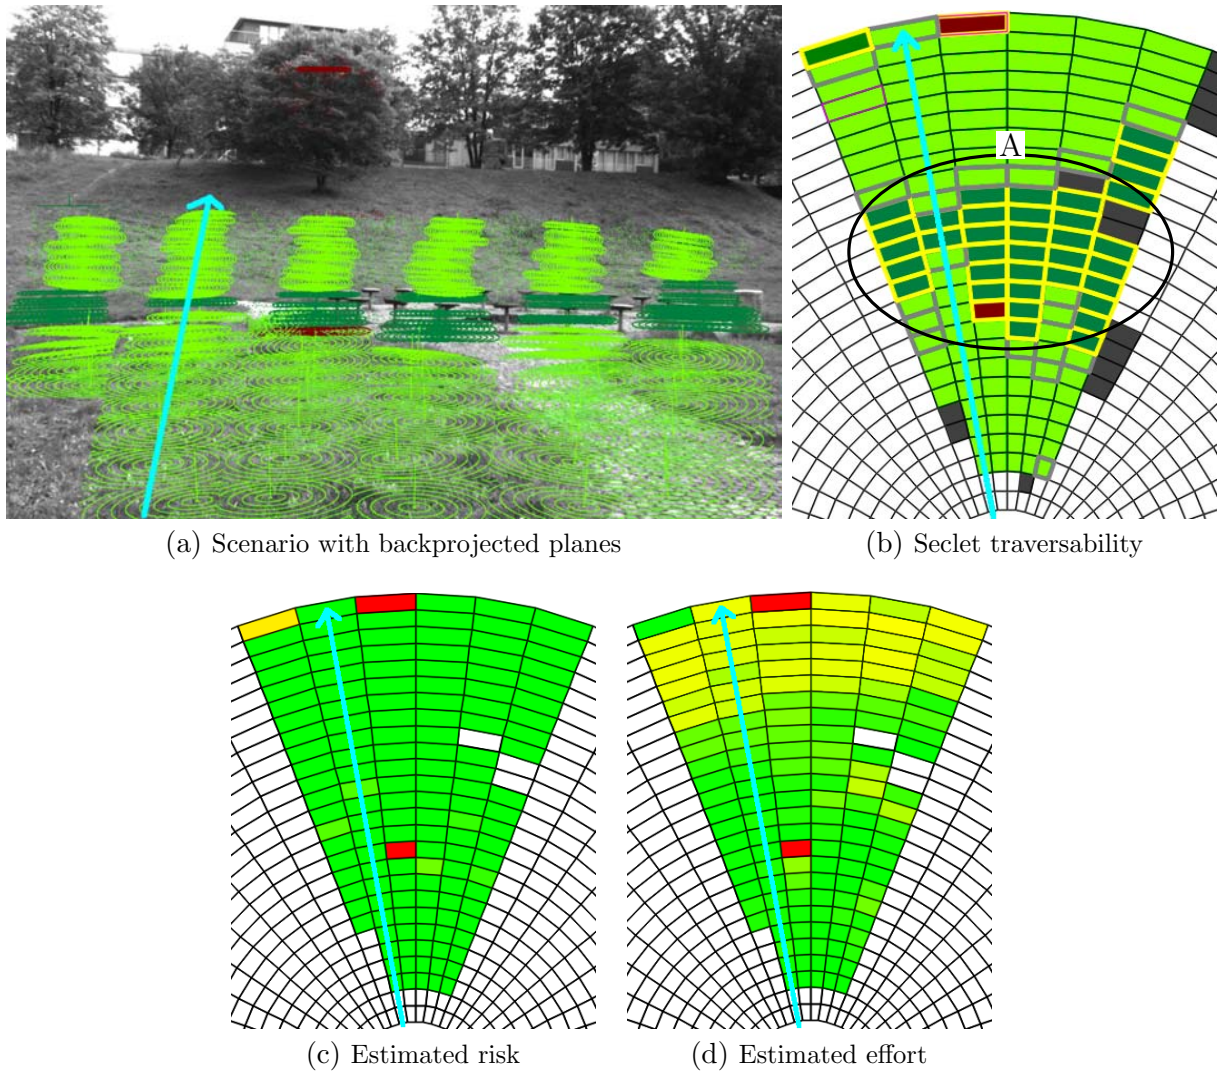 A
(a) Scenario with backprojected planes
(b) Seclet traversability
(c) Estimated risk
(d) Estimated effort